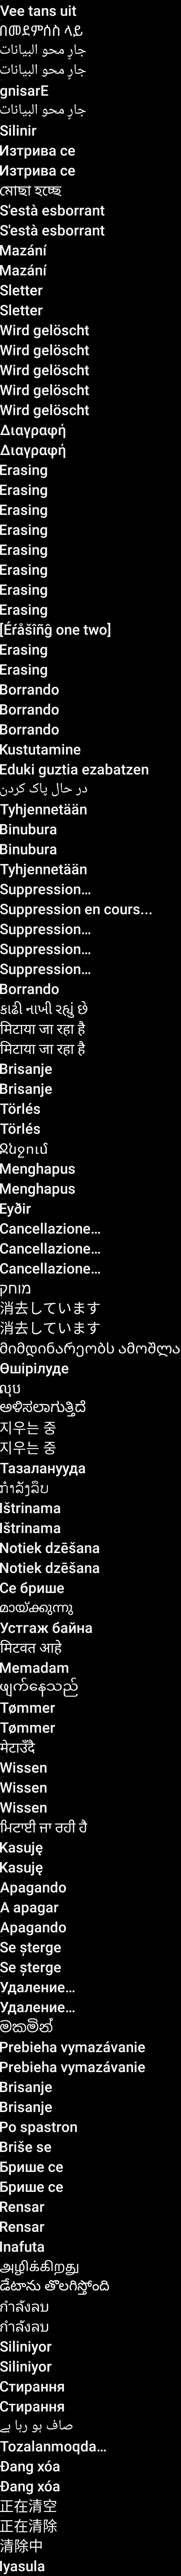 Vee tans uit
በመደምሰስ ላይ
جارٍ محو البيانات
جارٍ محو البيانات
gnisarE
جارٍ محو البيانات
Silinir
Изтрива се
Изтрива се
মোছা হচ্ছে
S'està esborrant
S'està esborrant
Mazání
Mazání
Sletter
Sletter
Wird gelöscht
Wird gelöscht
Wird gelöscht
Wird gelöscht
Wird gelöscht
Διαγραφή
Διαγραφή
Erasing
Erasing
Erasing
Erasing
Erasing
Erasing
Erasing
Erasing
[Éŕåšîñĝ one two]
Erasing
Erasing
Borrando
Borrando
Borrando
Kustutamine
Eduki guztia ezabatzen
در حال پاک کردن
Tyhjennetään
Binubura
Binubura
Tyhjennetään
Suppression…
Suppression en cours...
Suppression…
Suppression…
Suppression…
Borrando
કાઢી નાખી રહ્યું છે
मिटाया जा रहा है
मिटाया जा रहा है
Brisanje
Brisanje
Törlés
Törlés
Ջնջում
Menghapus
Menghapus
Eyðir
Cancellazione…
Cancellazione…
Cancellazione…
מוחק
消去しています
消去しています
მიმდინარეობს ამოშლა
Өшірілуде
លុប
ಅಳಿಸಲಾಗುತ್ತಿದೆ
지우는 중
지우는 중
Тазаланууда
ກຳລັງລຶບ
Ištrinama
Ištrinama
Notiek dzēšana
Notiek dzēšana
Се брише
മായ്ക്കുന്നു
Устгаж байна
मिटवत आहे
Memadam
ဖျက်နေသည်
Tømmer
Tømmer
मेटाउँदै
Wissen
Wissen
Wissen
ਮਿਟਾਈ ਜਾ ਰਹੀ ਹੈ
Kasuję
Kasuję
Apagando
A apagar
Apagando
Se șterge
Se șterge
Удаление…
Удаление…
මකමින්
Prebieha vymazávanie
Prebieha vymazávanie
Brisanje
Brisanje
Po spastron
Briše se
Брише се
Брише се
Rensar
Rensar
Inafuta
அழிக்கிறது
డేటాను తొలగిస్తోంది
กำลังลบ
กำลังลบ
Siliniyor
Siliniyor
Стирання
Стирання
صاف ہو رہا ہے
Tozalanmoqda…
Đang xóa
Đang xóa
正在清空
正在清除
清除中
Iyasula